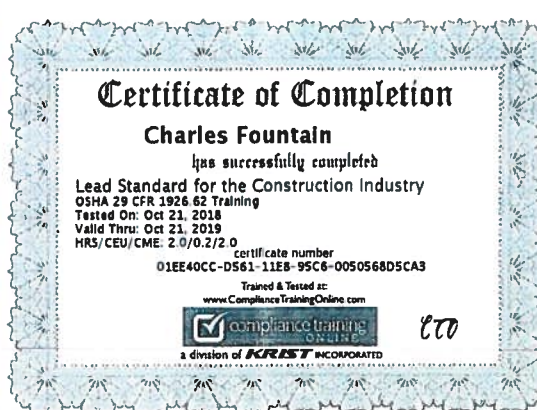 Certificate of Completion
Charles Fountain
has successfully completed
Lead Standard for the Construction Industry
OSHA 29 CFR 1926.62 Training
Tested On: Oct 21, 2018
Valid Thru: Oct 21, 2019
HRS/CEU/CME: 2.0/0.2/2.0
certificate number
01EE40CC-D561-11E8-95C6-0050568D5CA3
Trained & Tested at:
www.ComplianceTrainingOnline.com
compliance training
ONLINE
a division of KRIST INCORPORATED